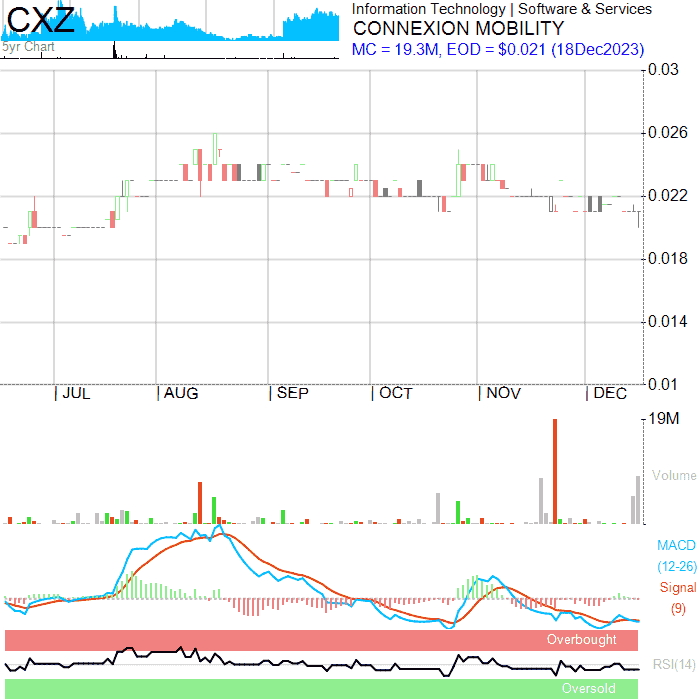 CXZ
5yr Chart
Information Technology | Software & Services
CONNEXION MOBILITY
MC = 19.3M, EOD = $0.021 (18Dec2023)
0.03
0.026
0.022
0.018
0.014
0.01
JUL AUG SEP OCT NOV DEC
19M
Volume
MACD
(12-26)
Signal
(9)
Overbought
RSI(14)
Oversold